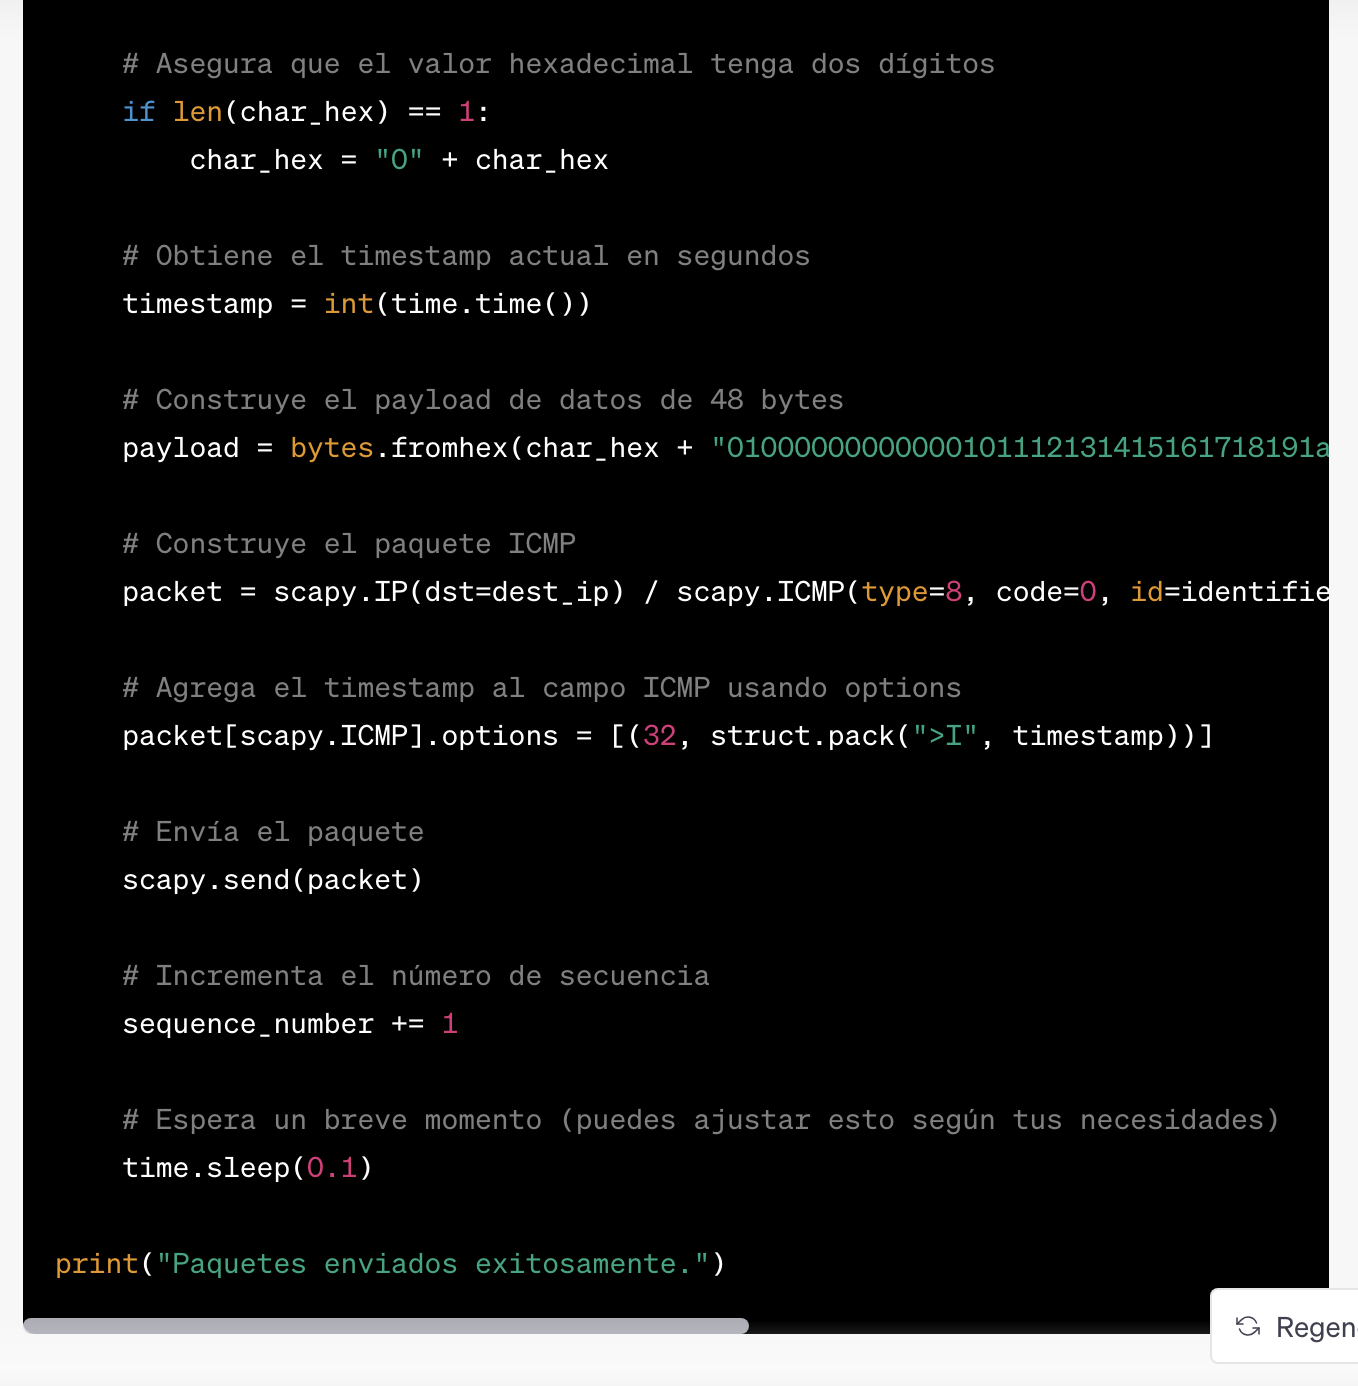 # Asegura que el valor hexadecimal tenga dos dígitos
if len(char_hex) == 1:
char_hex = "0" + char_hex
# Obtiene el timestamp actual en segundos
timestamp = int(time.time())
# Construye el payload de datos de 48 bytes
payload = bytes.fromhex(char_hex + "01000000000000101112131415161718191a
# Construye el paquete ICMP
packet = scapy.IP(dst=dest_ip) / scapy.ICMP(type=8, code=0, id=identifie
# Agrega el timestamp al campo ICMP usando options
packet[scapy.ICMP].options = [(32, struct.pack(">I", timestamp))]
# Envía el paquete
scapy.send(packet)
# Incrementa el número de secuencia
sequence_number += 1
# Espera un breve momento (puedes ajustar esto según tus necesidades)
time.sleep(0.1)
print("Paquetes enviados exitosamente.")
Regen